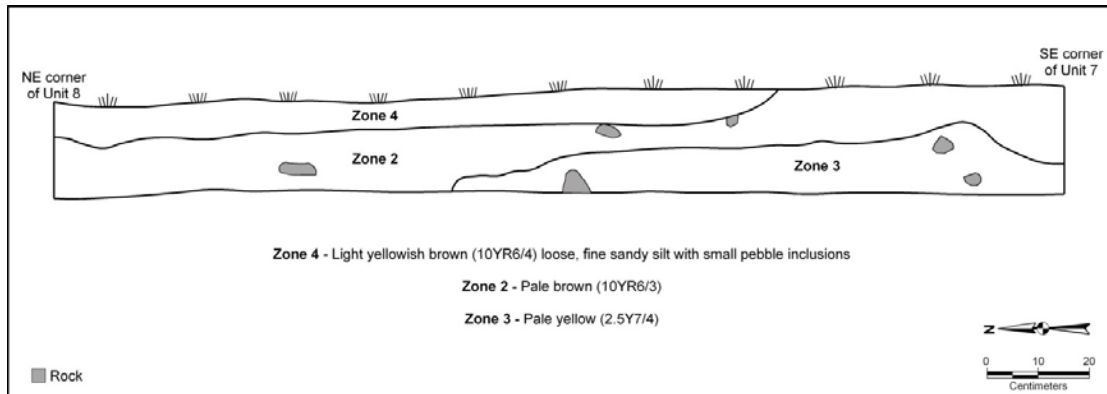 NE corner
of Unit 8
SE corner
of Unit 7
Zone 4
Zone 2
Zone 3
Zone 4 - Light yellowish brown (10YR6/4) loose, fine sandy silt with small pebble inclusions
Zone 2 - Pale brown (10YR6/3)
Zone 3 - Pale yellow (2.5Y7/4)
N
Rock
0 10 20
Centimeters